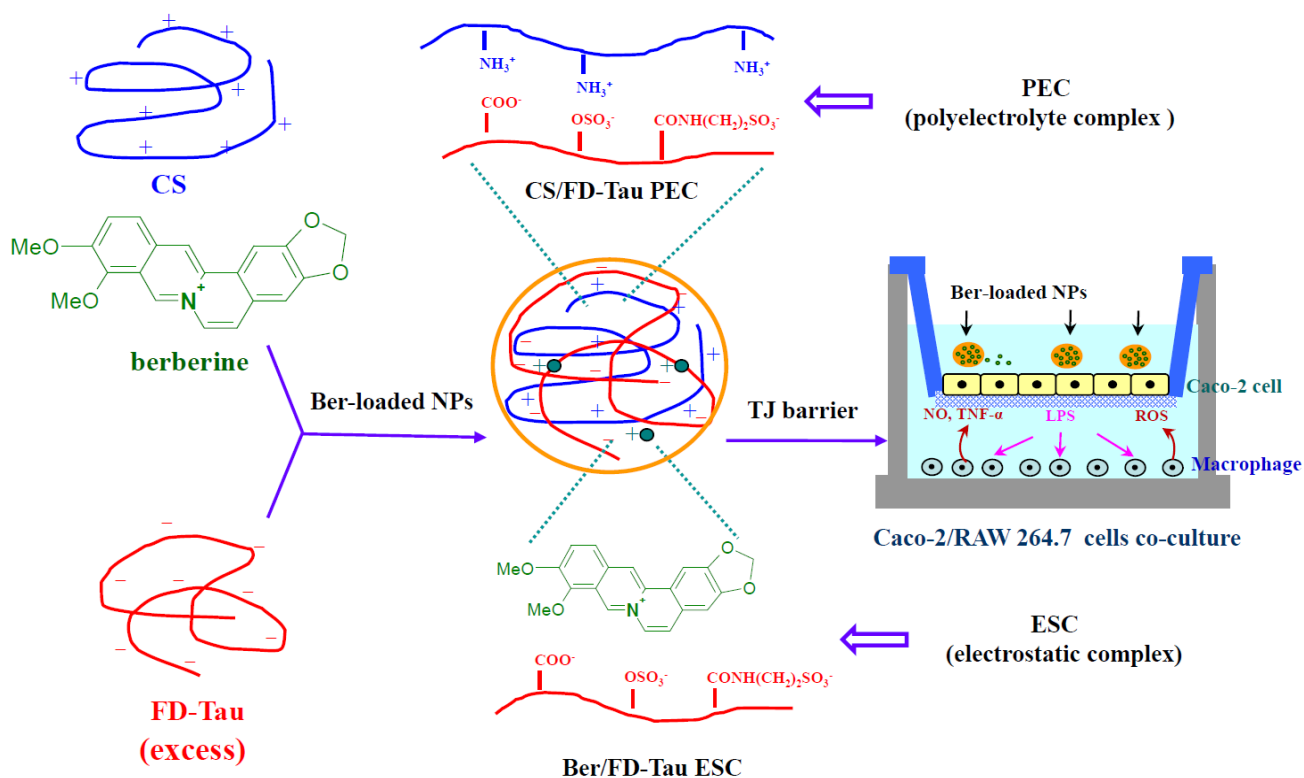 CS
MeO
MeO
N+
O
O
berberine
FD-Tau
(excess)
Ber-loaded NPs
NH₃⁺
NH₃⁺
NH₃⁺
COO⁻
OSO₃⁻
CONH(CH₂)₂SO₃⁻
CS/FD-Tau PEC
PEC
(polyelectrolyte complex )
TJ barrier
Ber-loaded NPs
Caco-2 cell
NO, TNF-α
LPS
ROS
Macrophage
Caco-2/RAW 264.7 cells co-culture
MeO
MeO
N+
O
O
COO⁻
OSO₃⁻
CONH(CH₂)₂SO₃⁻
Ber/FD-Tau ESC
ESC
(electrostatic complex)